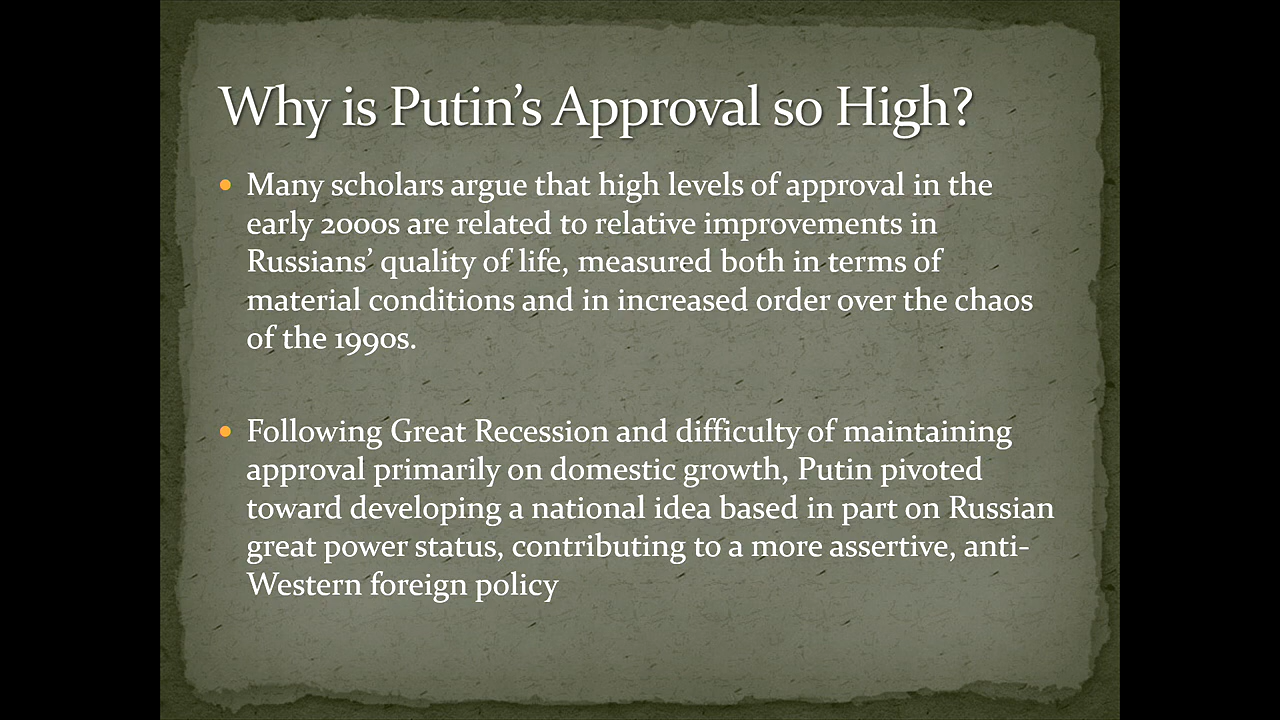 Why is Putin’s Approval so High?
• Many scholars argue that high levels of approval in the
early 2000s are related to relative improvements in
Russians’ quality of life, measured both in terms of
material conditions and in increased order over the chaos
of the 1990s.
• Following Great Recession and difficulty of maintaining
approval primarily on domestic growth, Putin pivoted
toward developing a national idea based in part on Russian
great power status, contributing to a more assertive, anti-
Western foreign policy